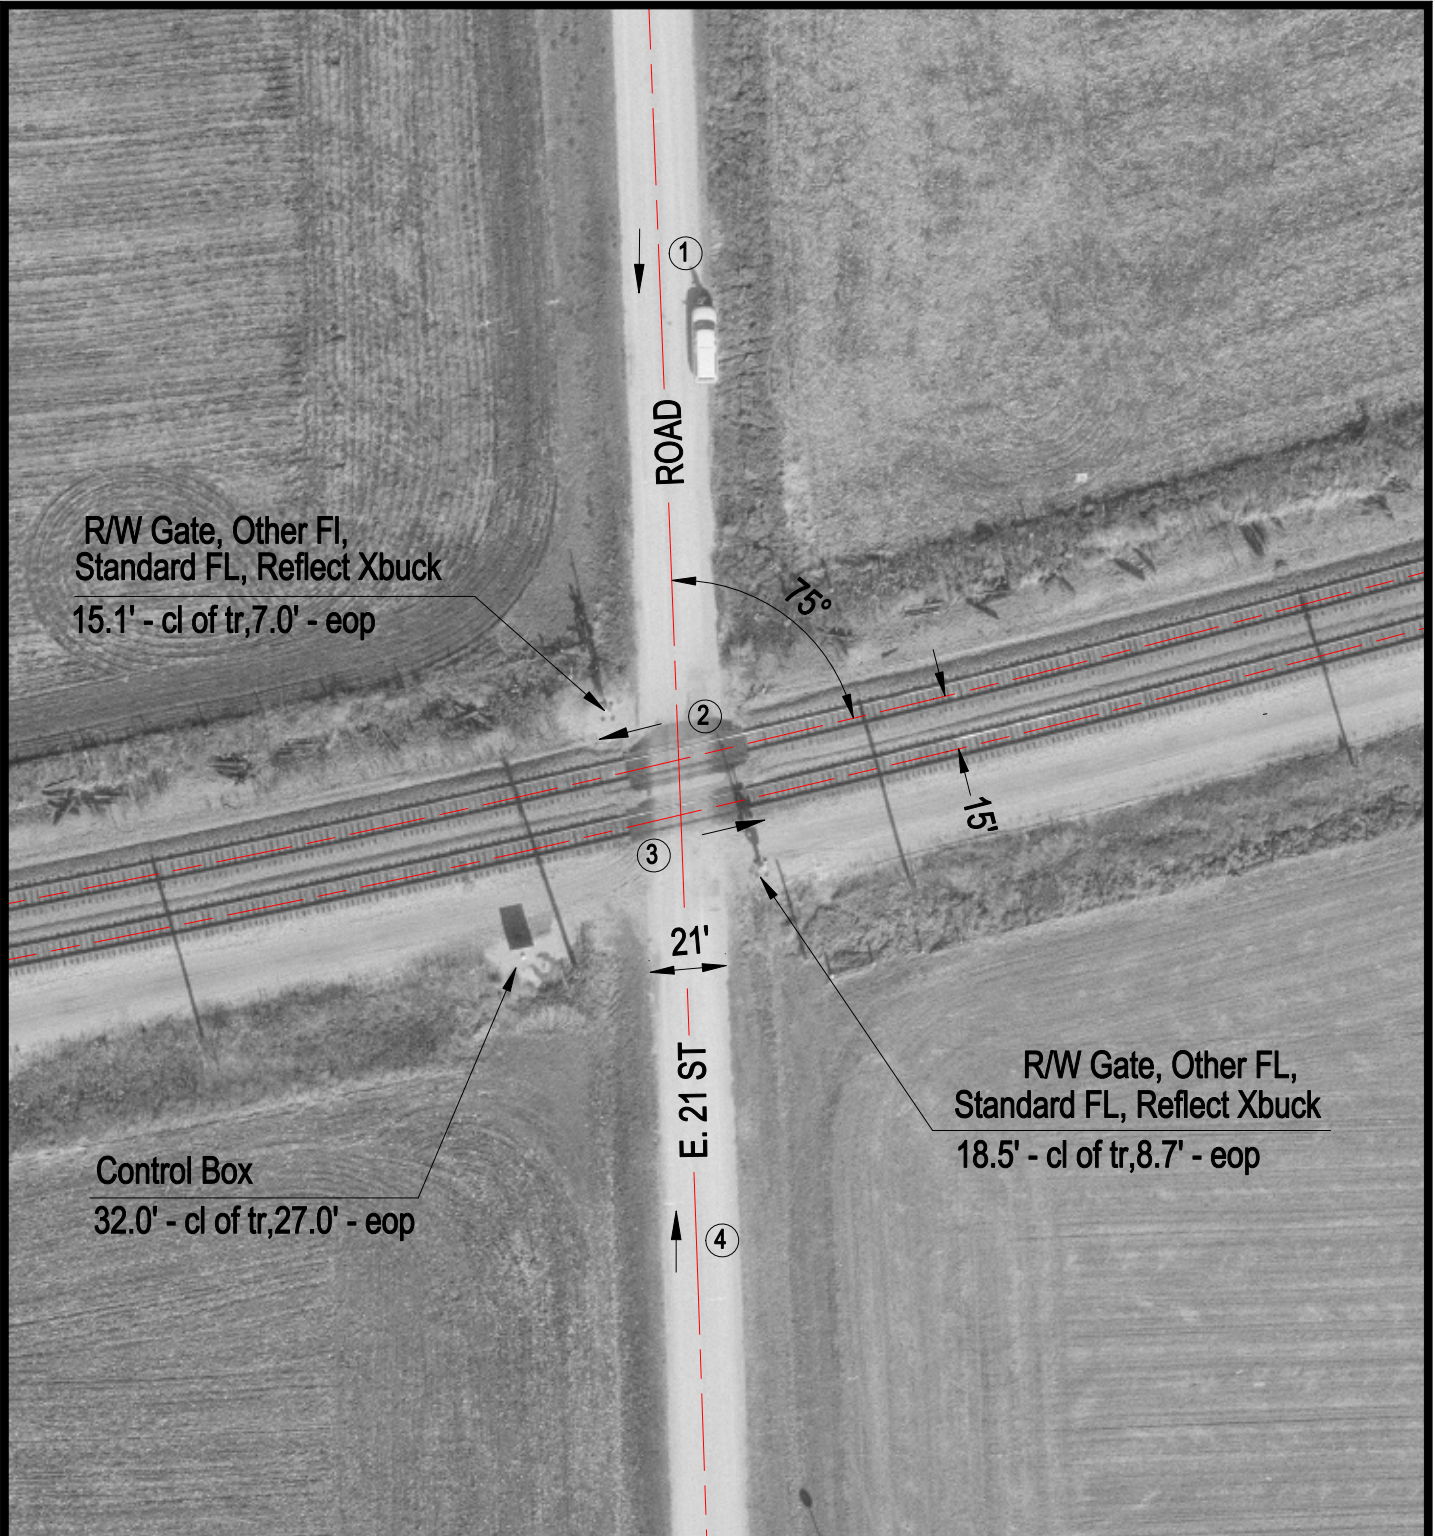 1
ROAD
R/W Gate, Other Fl,
Standard FL, Reflect Xbuck
15.1' - cl of tr,7.0' - eop
75°
2
15'
3
21'
E. 21 ST
R/W Gate, Other FL,
Standard FL, Reflect Xbuck
18.5' - cl of tr,8.7' - eop
Control Box
32.0' - cl of tr,27.0' - eop
4